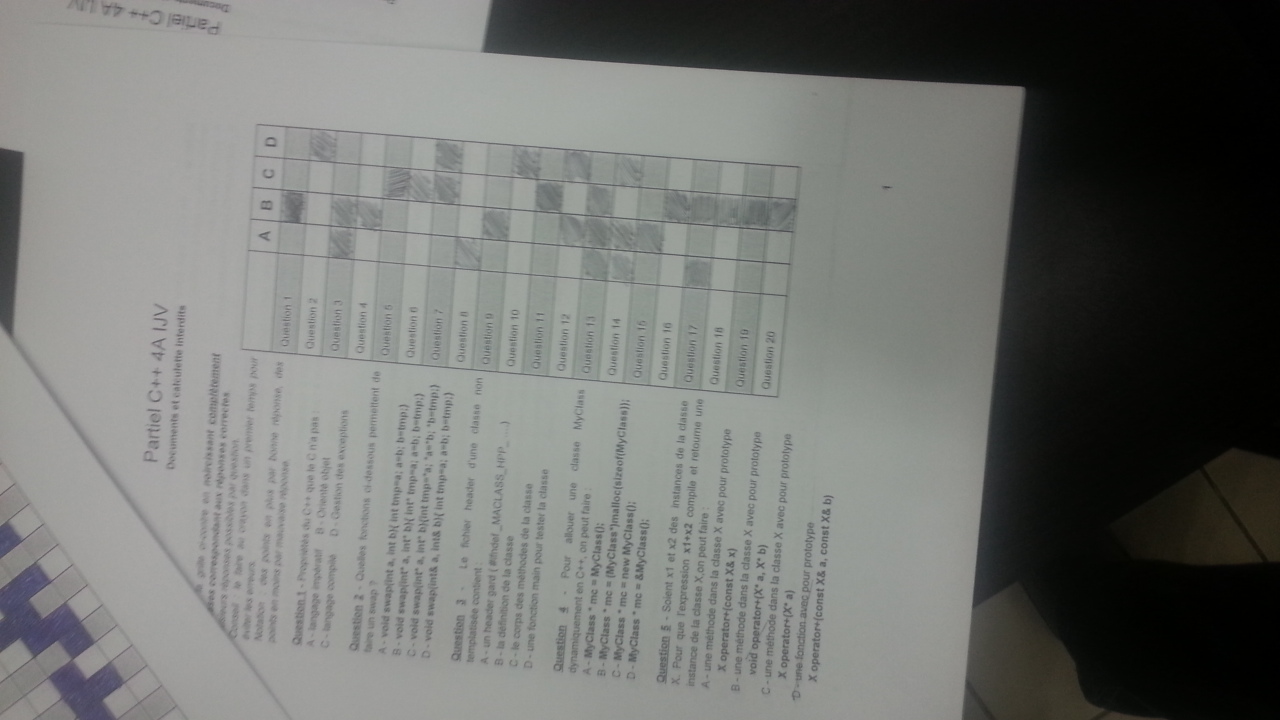 Partiel C++ 4A IJV
Partiel C++ 4A IJV
Documents et calculette interdits
grille ci-contre en noircissant complètement
correspondant aux réponses correctes.
réponses possibles par question.
Conseil : le faire au crayon dans un premier temps pour
éviter les erreurs.
Notation : des points en plus par bonne réponse, des
points en moins par mauvaise réponse.
Question 1 - Propriétés du C++ que le C n'a pas :
A - langage impératif B - Orienté objet
C - langage compilé D - Gestion des exceptions
Question 2 - Quelles fonctions ci-dessous permettent de
faire un swap ?
A - void swap(int a, int b){ int tmp=a; a=b; b=tmp;}
B - void swap(int* a, int* b){ int* tmp=a; a=b; b=tmp;}
C - void swap(int* a, int* b){int tmp=*a; *a=*b; *b=tmp;}
D - void swap(int& a, int& b){ int tmp=a; a=b; b=tmp;}
Question 3 - Le fichier header d'une classe non
templatisée contient :
A - un header gard ( #ifndef _MACLASS_HPP_ ....)
B - la définition de la classe
C - le corps des méthodes de la classe
D - une fonction main pour tester la classe
Question 4 - Pour allouer une classe MyClass
dynamiquement en C++, on peut faire :
A - MyClass * mc = MyClass();
B - MyClass * mc = (MyClass*)malloc(sizeof(MyClass));
C - MyClass * mc = new MyClass();
D - MyClass * mc = &MyClass();
Question 5 - Soient x1 et x2 des instances de la classe
X. Pour que l'expression x1+x2 compile et retourne une
instance de la classe X,on peut faire :
A - une méthode dans la classe X avec pour prototype
X operator+(const X& x)
B - une méthode dans la classe X avec pour prototype
void operator+(X* a, X* b)
C - une méthode dans la classe X avec pour prototype
X operator+(X* a)
D - une fonction avec pour prototype
X operator+(const X& a, const X& b)
A B C D
Question 1
Question 2
Question 3
Question 4
Question 5
Question 6
Question 7
Question 8
Question 9
Question 10
Question 11
Question 12
Question 13
Question 14
Question 15
Question 16
Question 17
Question 18
Question 19
Question 20
1